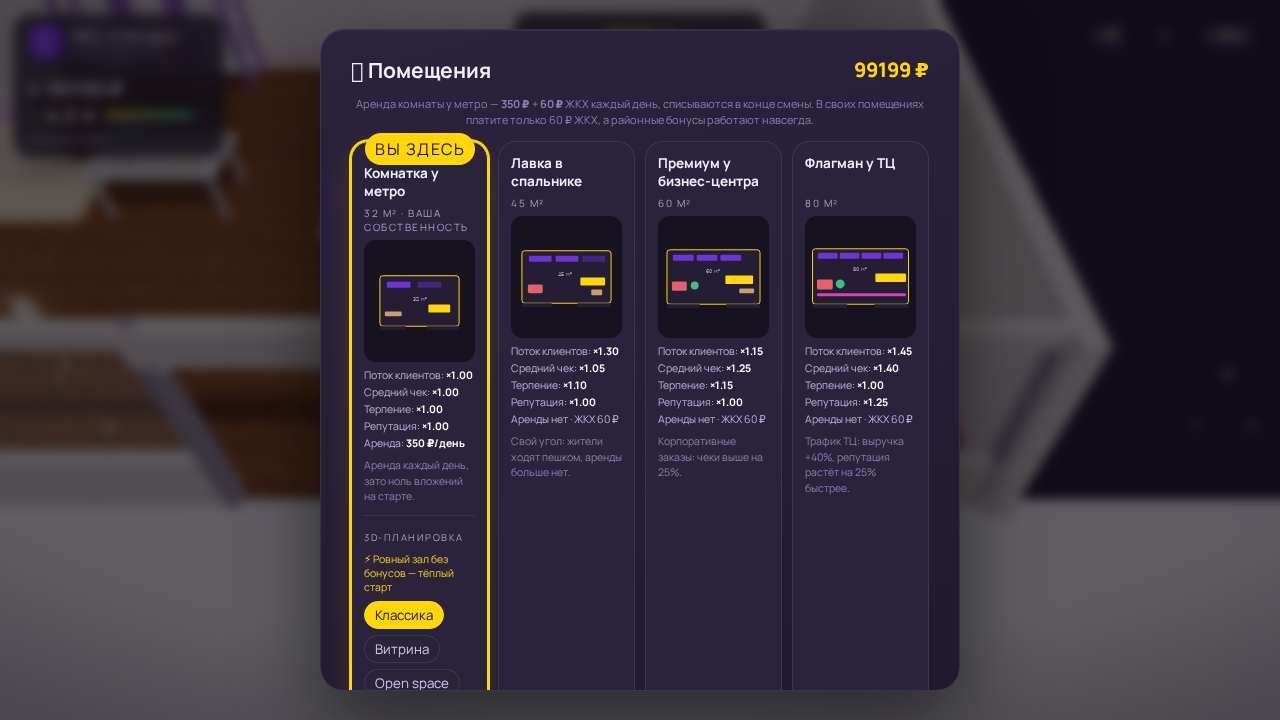 Помещения
99199 ₽
Аренда комнаты у метро — 350 ₽ + 60 ₽ ЖКХ каждый день, списываются в конце смены. В своих помещениях
платите только 60 ₽ ЖКХ, а районные бонусы работают навсегда.
ВЫ ЗДЕСЬ
Комнатка у
метро
32 М² · ВАША
СОБСТВЕННОСТЬ
32 м²
Поток клиентов: ×1.00
Средний чек: ×1.00
Терпение: ×1.00
Репутация: ×1.00
Аренда: 350 ₽/день
Аренда каждый день,
зато ноль вложений
на старте.
3D-ПЛАНИРОВКА
⚡ Ровный зал без
бонусов — тёплый
старт
Классика
Витрина
Open space
Лавка в
спальнике
45 М²
45 м²
Поток клиентов: ×1.30
Средний чек: ×1.05
Терпение: ×1.10
Репутация: ×1.00
Аренды нет · ЖКХ 60 ₽
Свой угол: жители
ходят пешком, аренды
больше нет.
Премиум у
бизнес-центра
60 М²
60 м²
Поток клиентов: ×1.15
Средний чек: ×1.25
Терпение: ×1.15
Репутация: ×1.00
Аренды нет · ЖКХ 60 ₽
Корпоративные
заказы: чеки выше на
25%.
Флагман у ТЦ
80 М²
80 м²
Поток клиентов: ×1.45
Средний чек: ×1.40
Терпение: ×1.00
Репутация: ×1.25
Аренды нет · ЖКХ 60 ₽
Трафик ТЦ: выручка
+40%, репутация
растёт на 25%
быстрее.